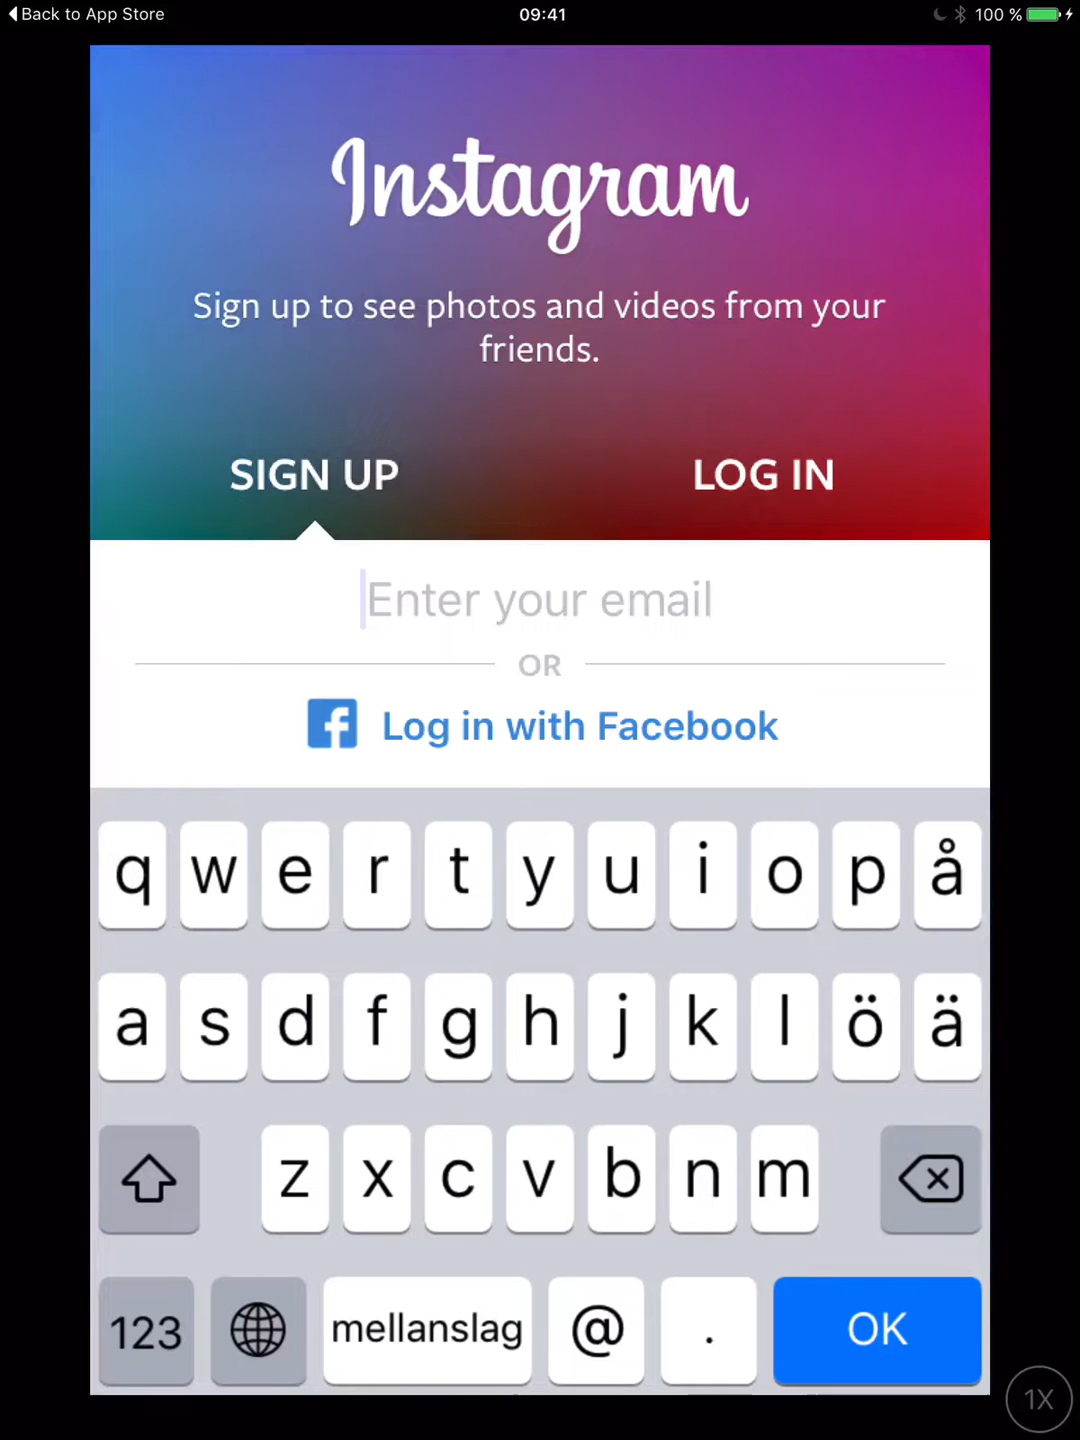 Back to App Store
09:41
100 %
Instagram
Sign up to see photos and videos from your
friends.
SIGN UP
LOG IN
Enter your email
OR
Log in with Facebook
q w e r t y u i o p å
a s d f g h j k l ö ä
z x c v b n m
123 mellanslag @ . OK
1X